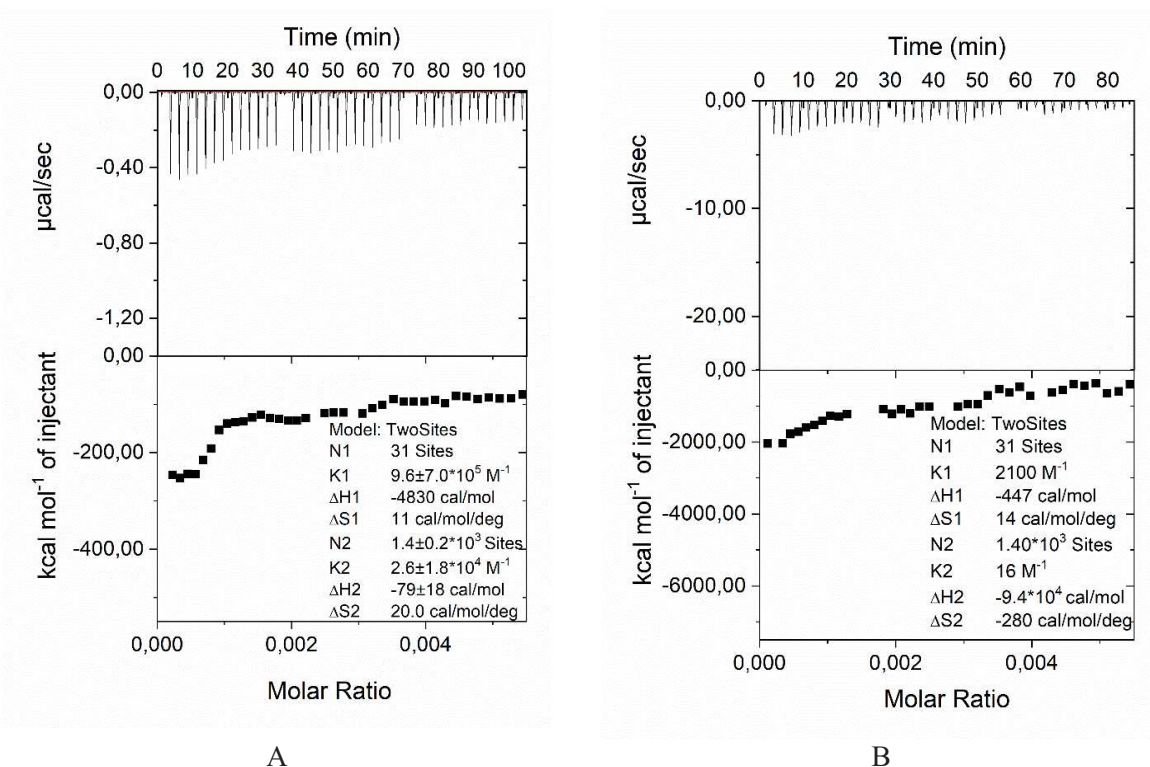 Time (min)
0 10 20 30 40 50 60 70 80 90 100
0,00
-0,40
-0,80
-1,20
µcal/sec
0,00
-200,00
-400,00
kcal mol⁻¹ of injectant
Model: TwoSites
N1 31 Sites
K1 9.6±7.0*10⁵ M⁻¹
ΔH1 -4830 cal/mol
ΔS1 11 cal/mol/deg
N2 1.4±0.2*10³ Sites
K2 2.6±1.8*10⁴ M⁻¹
ΔH2 -79±18 cal/mol
ΔS2 20.0 cal/mol/deg
0,000 0,002 0,004
Molar Ratio
A
Time (min)
0 10 20 30 40 50 60 70 80
0,00
-10,00
-20,00
µcal/sec
0,00
-2000,00
-4000,00
-6000,00
kcal mol⁻¹ of injectant
Model: TwoSites
N1 31 Sites
K1 2100 M⁻¹
ΔH1 -447 cal/mol
ΔS1 14 cal/mol/deg
N2 1.40*10³ Sites
K2 16 M⁻¹
ΔH2 -9.4*10⁴ cal/mol
ΔS2 -280 cal/mol/deg
0,000 0,002 0,004
Molar Ratio
B